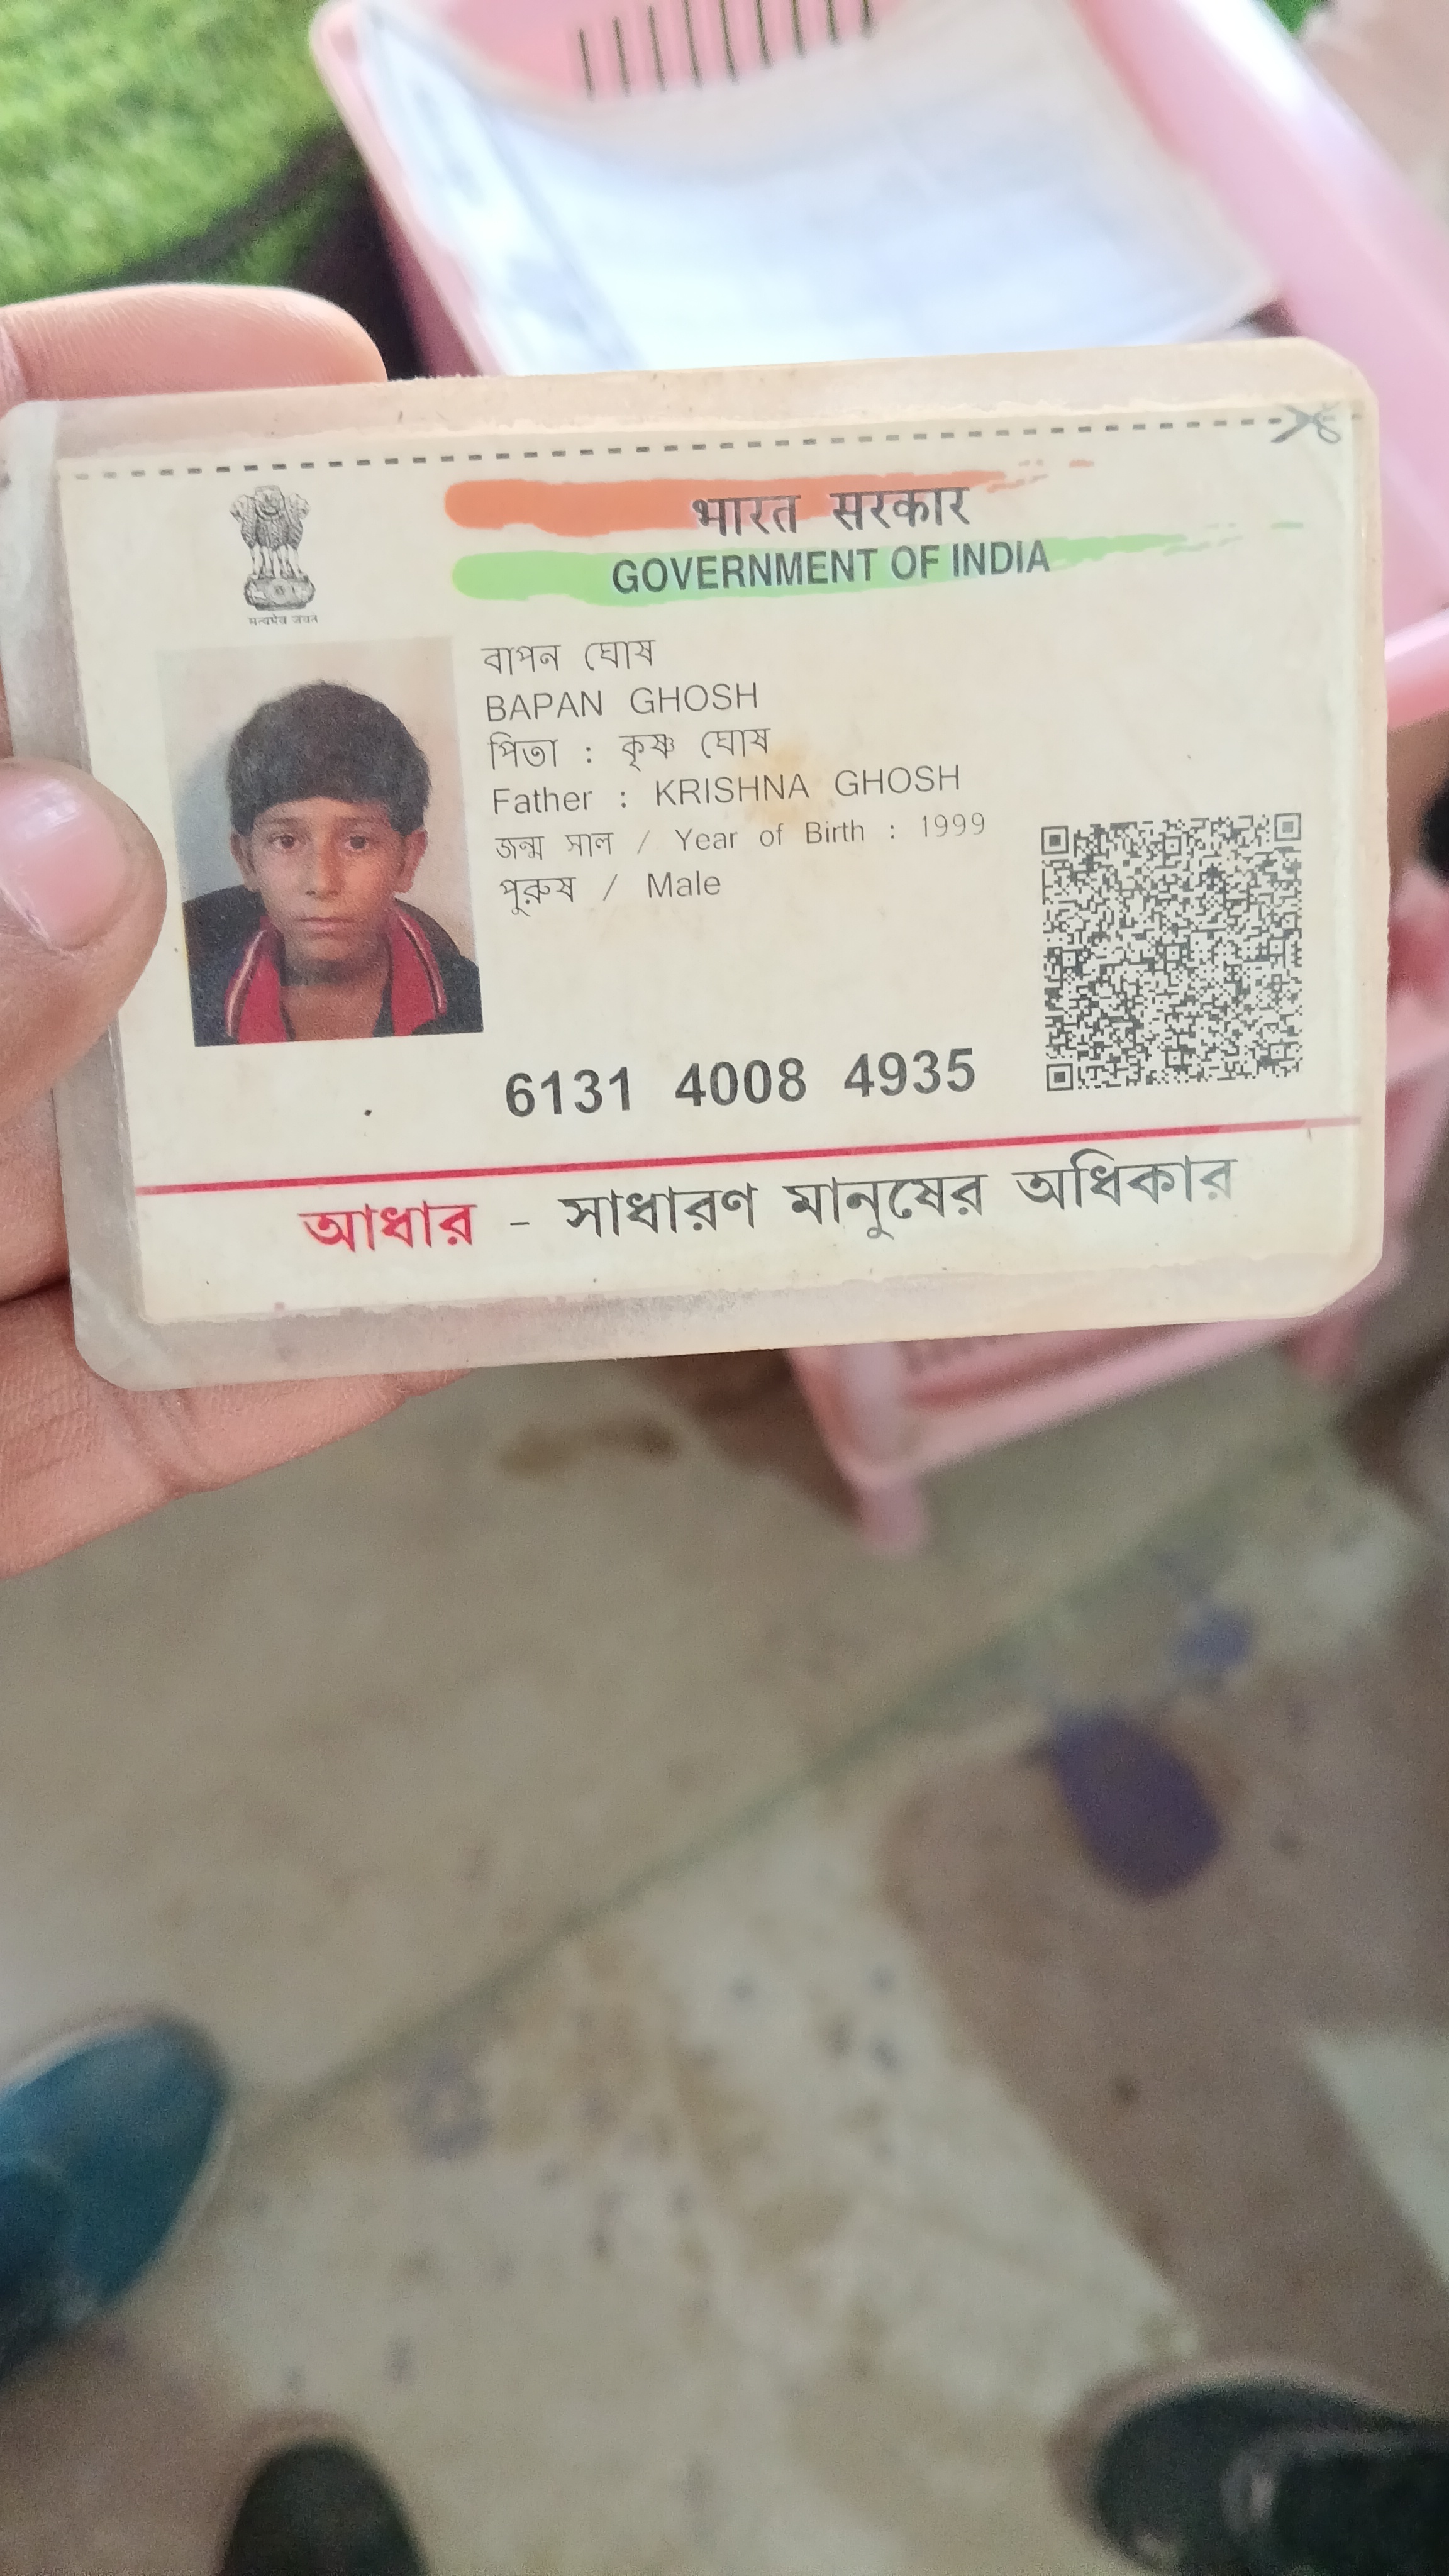 भारत सरकार
GOVERNMENT OF INDIA
सत्यमेव जयते
বাপন ঘোষ
BAPAN GHOSH
পিতা : কৃষ্ণ ঘোষ
Father : KRISHNA GHOSH
জন্ম সাল / Year of Birth : 1999
পুরুষ / Male
6131 4008 4935
আধার - সাধারণ মানুষের অধিকার